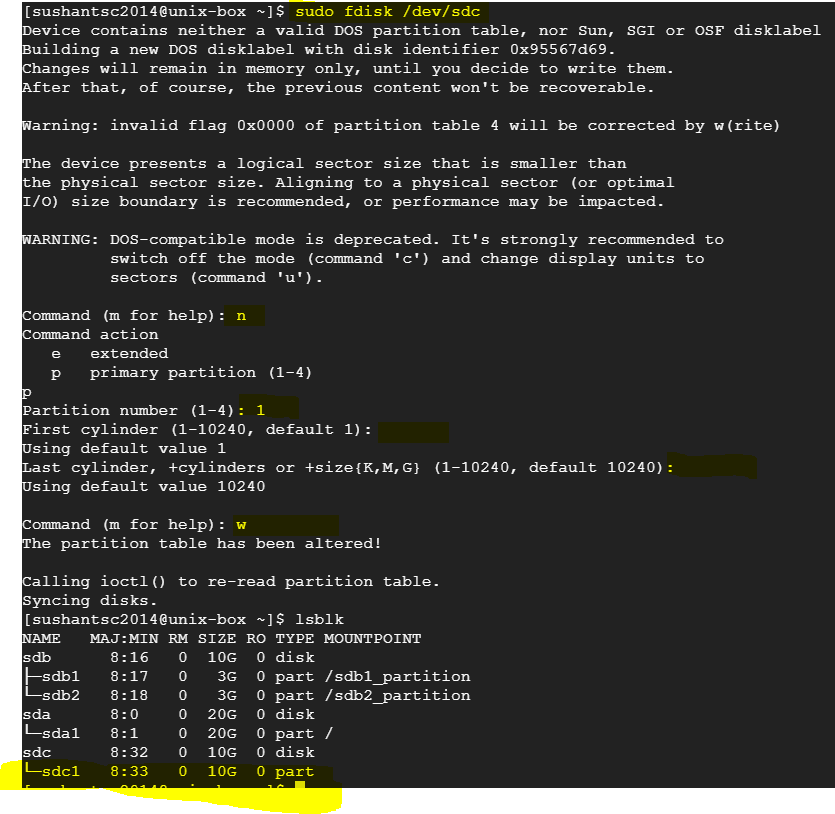 [sushantsc2014@unix-box ~]$ sudo fdisk /dev/sdc
Device contains neither a valid DOS partition table, nor Sun, SGI or OSF disklabel
Building a new DOS disklabel with disk identifier 0x95567d69.
Changes will remain in memory only, until you decide to write them.
After that, of course, the previous content won't be recoverable.

Warning: invalid flag 0x0000 of partition table 4 will be corrected by w(rite)

The device presents a logical sector size that is smaller than
the physical sector size. Aligning to a physical sector (or optimal
I/O) size boundary is recommended, or performance may be impacted.

WARNING: DOS-compatible mode is deprecated. It's strongly recommended to
         switch off the mode (command 'c') and change display units to
         sectors (command 'u').

Command (m for help): n
Command action
   e   extended
   p   primary partition (1-4)
p
Partition number (1-4): 1
First cylinder (1-10240, default 1):
Using default value 1
Last cylinder, +cylinders or +size{K,M,G} (1-10240, default 10240):
Using default value 10240

Command (m for help): w
The partition table has been altered!

Calling ioctl() to re-read partition table.
Syncing disks.
[sushantsc2014@unix-box ~]$ lsblk
NAME   MAJ:MIN RM SIZE RO TYPE MOUNTPOINT
sdb      8:16   0  10G  0 disk
├─sdb1   8:17   0   3G  0 part /sdb1_partition
└─sdb2   8:18   0   3G  0 part /sdb2_partition
sda      8:0    0  20G  0 disk
└─sda1   8:1    0  20G  0 part /
sdc      8:32   0  10G  0 disk
└─sdc1   8:33   0  10G  0 part